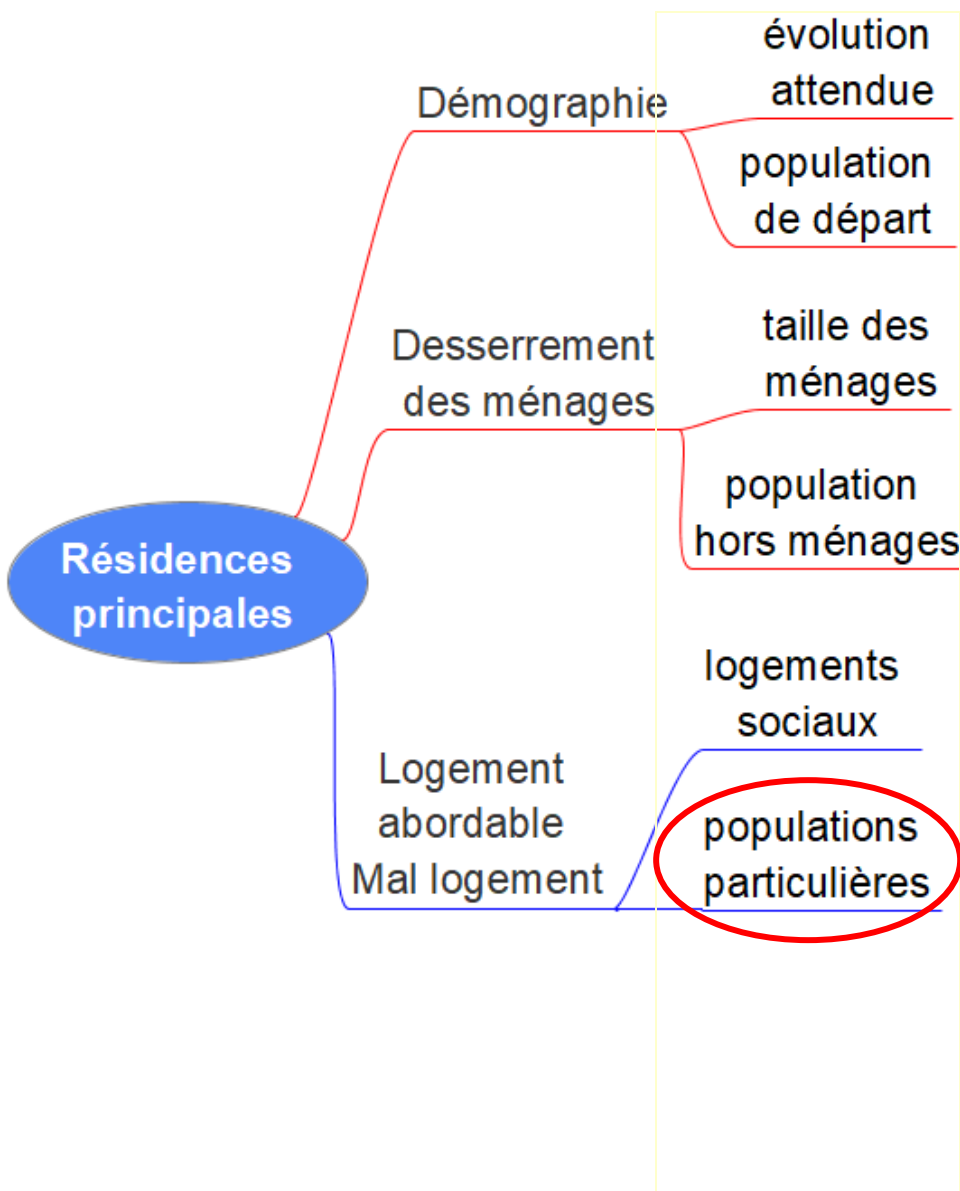 évolution
attendue
Démographie
population
de départ
taille des
ménages
Desserrement
des ménages
population
hors ménages
Résidences
principales
logements
sociaux
Logement
abordable
Mal logement
populations
particulières